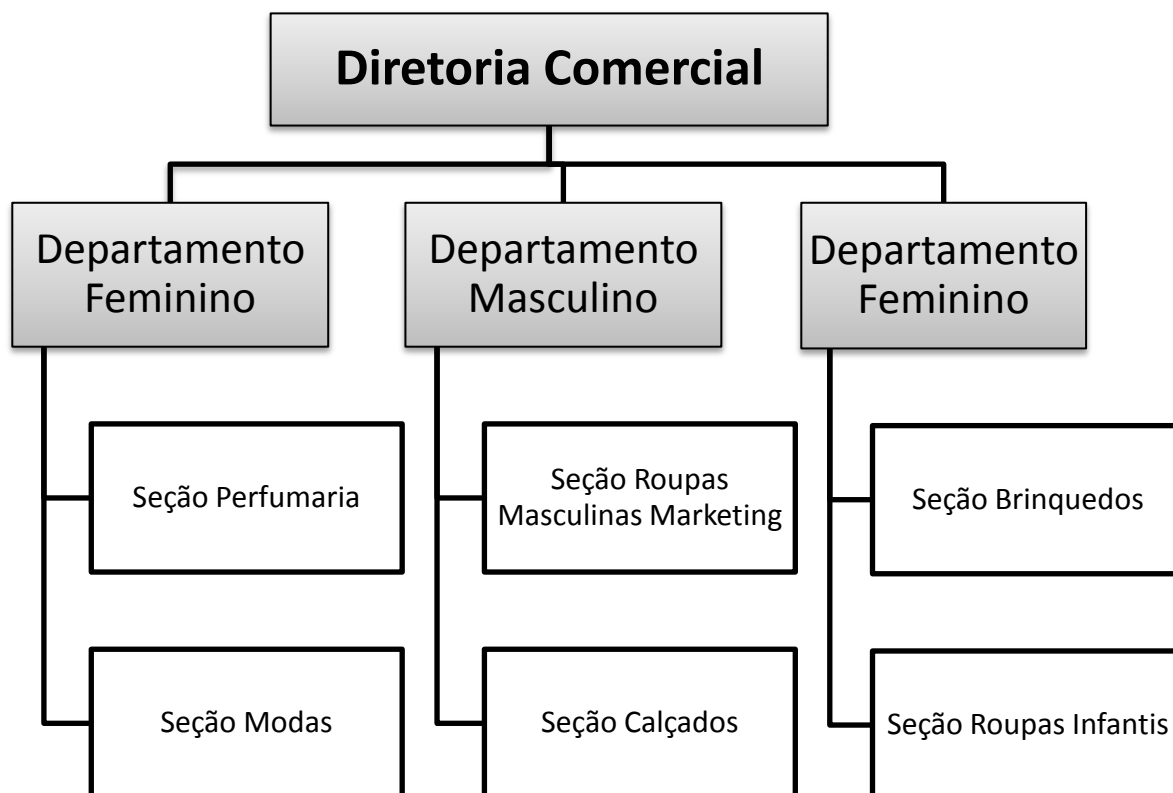 Diretoria Comercial
Departamento
Feminino
Departamento
Masculino
Departamento
Feminino
Seção Perfumaria
Seção Roupas
Masculinas Marketing
Seção Brinquedos
Seção Modas
Seção Calçados
Seção Roupas Infantis